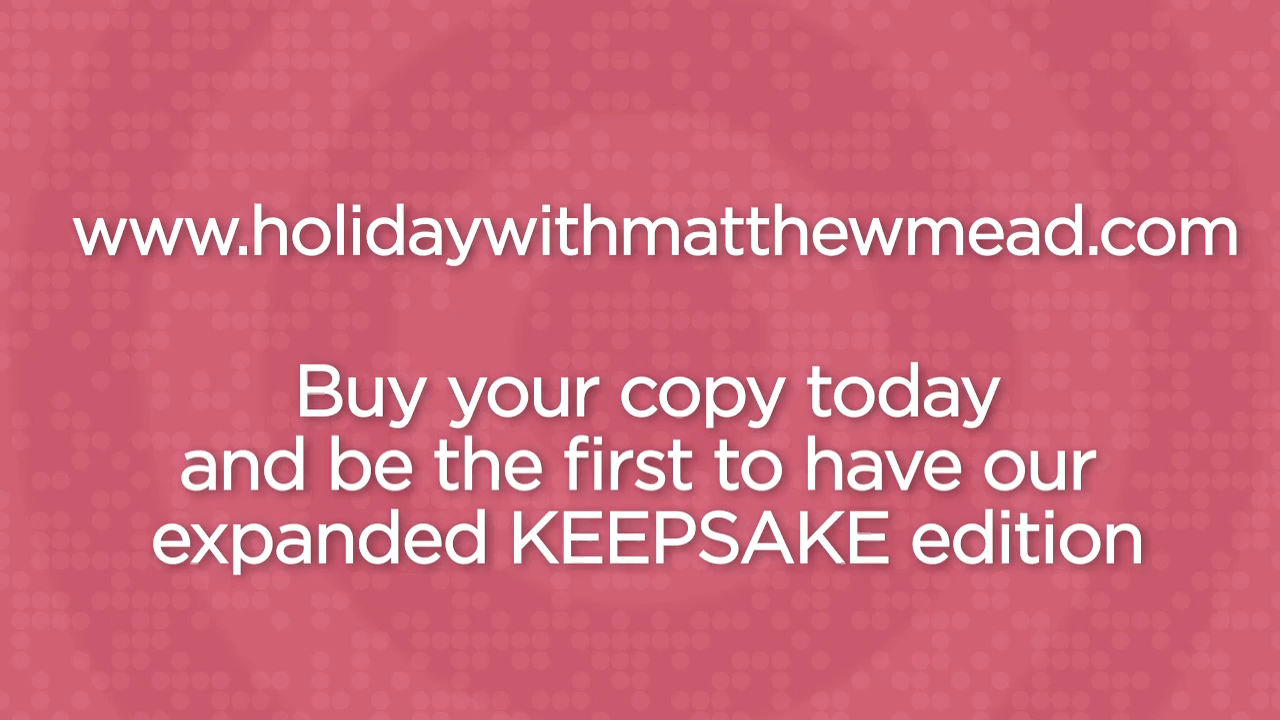 www.holidaywithmatthewmead.com
Buy your copy today
and be the first to have our
expanded KEEPSAKE edition